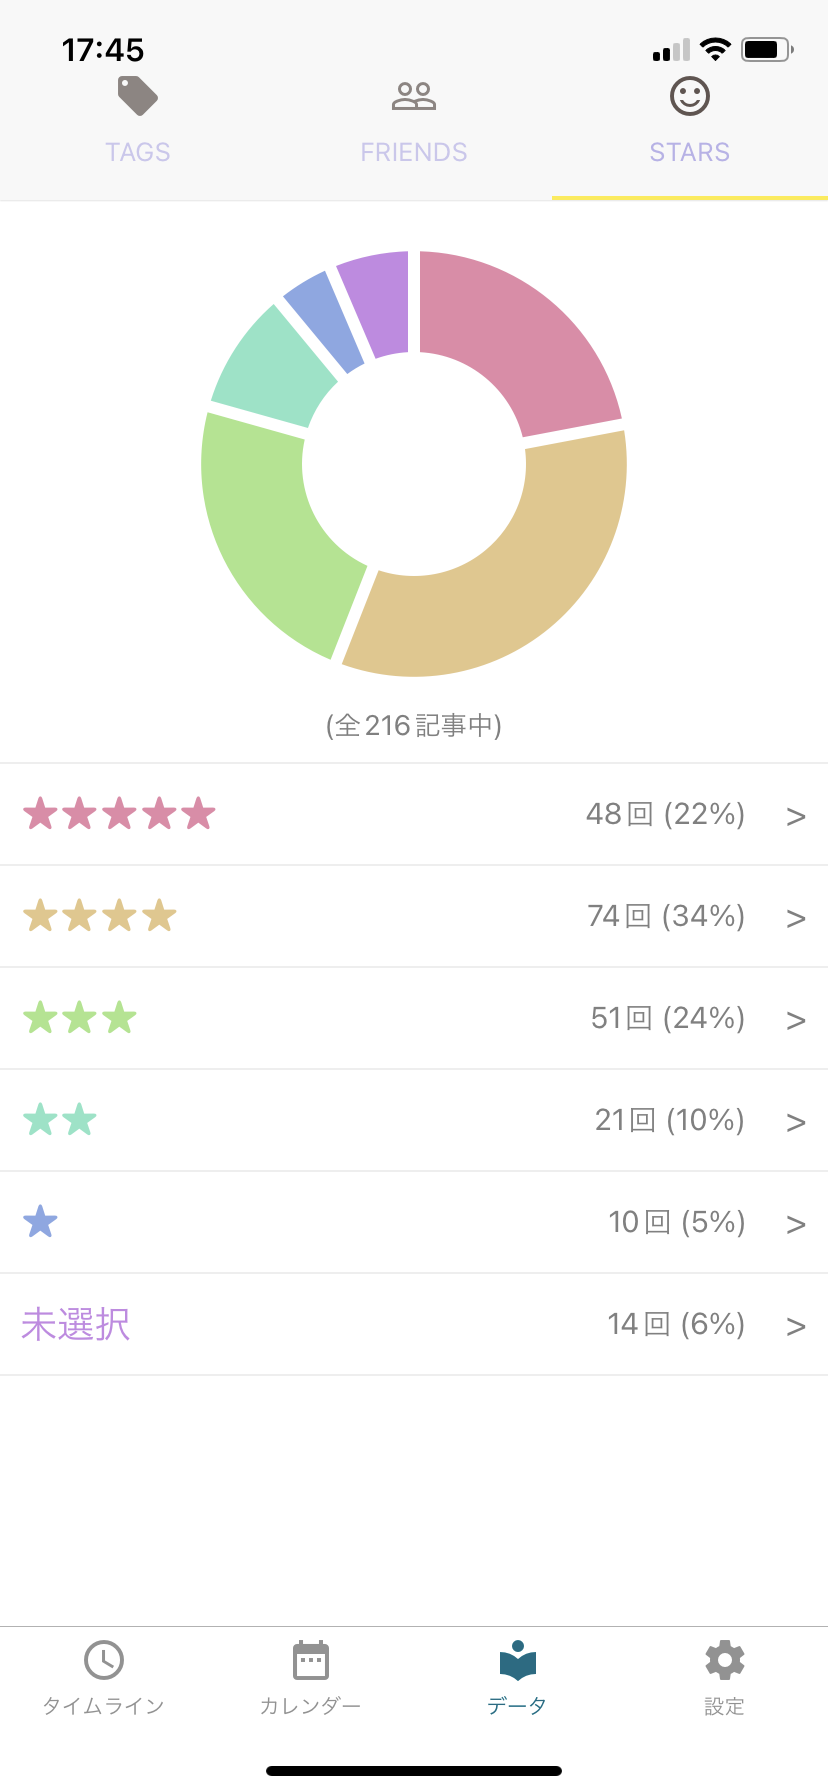 17:45
TAGS FRIENDS STARS
(全216記事中)
★★★★★ 48回 (22%) >
★★★★ 74回 (34%) >
★★★ 51回 (24%) >
★★ 21回 (10%) >
★ 10回 (5%) >
未選択 14回 (6%) >
タイムライン カレンダー データ 設定